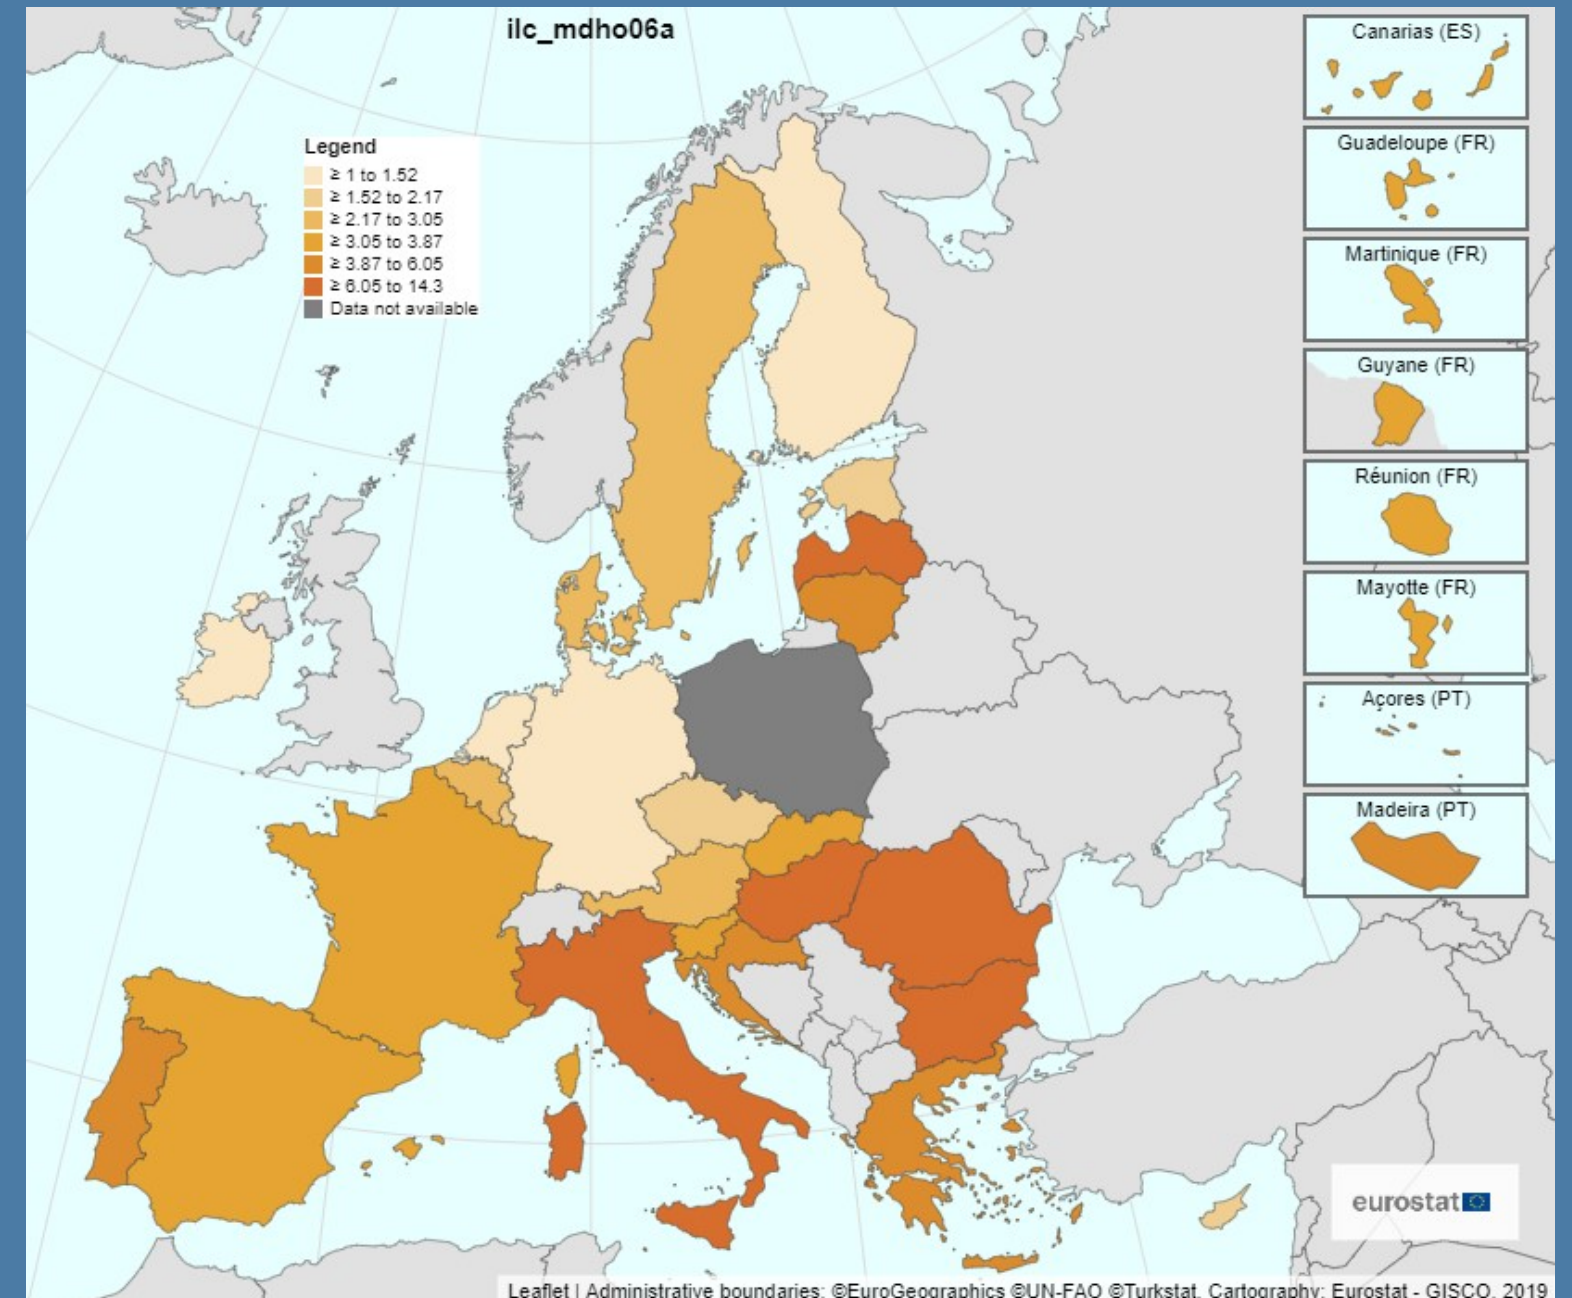 ilc_mdho06a
Legend
≥ 1 to 1.52
≥ 1.52 to 2.17
≥ 2.17 to 3.05
≥ 3.05 to 3.87
≥ 3.87 to 6.05
≥ 6.05 to 14.3
Data not available
Canarias (ES)
Guadeloupe (FR)
Martinique (FR)
Guyane (FR)
Réunion (FR)
Mayotte (FR)
Açores (PT)
Madeira (PT)
eurostat
Leaflet | Administrative boundaries: ©EuroGeographics ©UN-FAO ©Turkstat, Cartography: Eurostat - GISCO, 2019